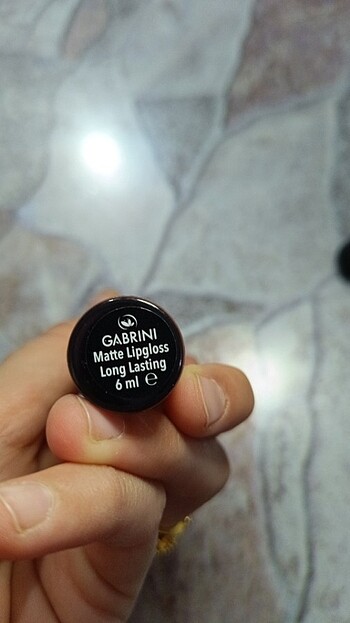 GABRINI
Matte Lipgloss
Long Lasting
6 ml ℮